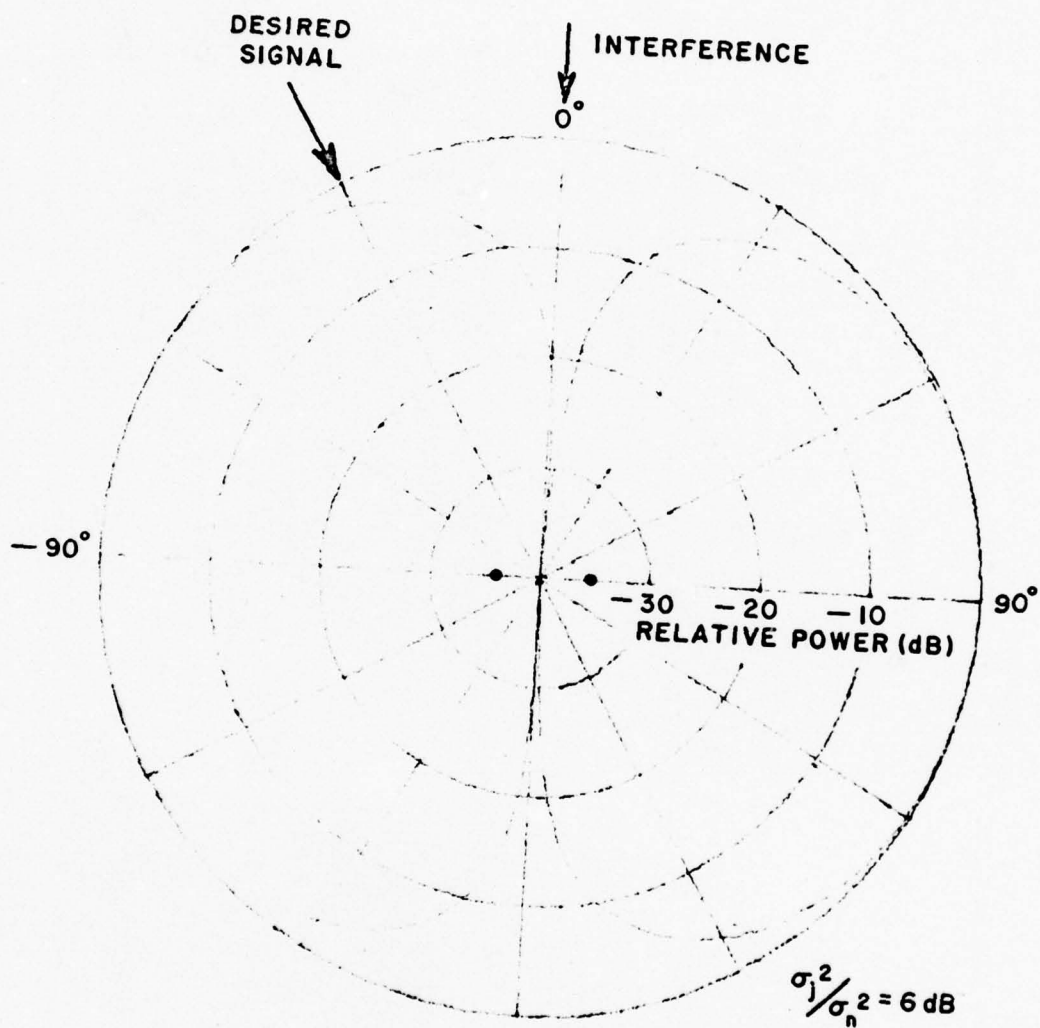 DESIRED
SIGNAL
INTERFERENCE
0°
−90°
90°
−30
−20
−10
RELATIVE POWER (dB)
σj²/σn² = 6 dB